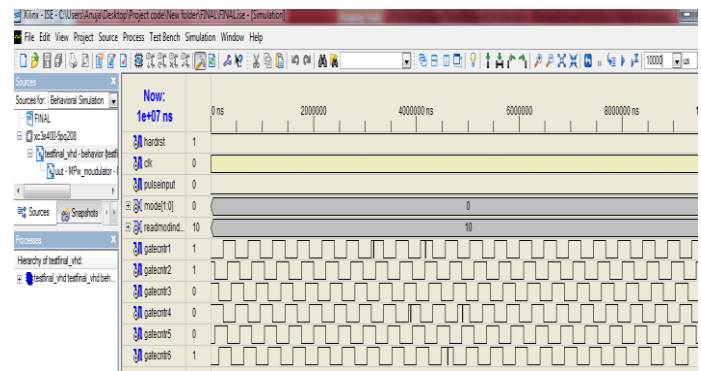 Xilinx - ISE - C:\Users\Anuja\Desktop\Project code\New folder\FINAL\FINAL.ise - [Simulation]
File Edit View Project Source Process Test Bench Simulation Window Help
10000 us
Sources
Sources for: Behavioral Simulation
FINAL
xc3s400-5pq208
testfinal_vhd - behavior (testfi
uut - MPw_moudulator -
Sources Snapshots
Processes
Hierarchy of testfinal_vhd:
testfinal_vhd testfinal_vhd beh...
Now:
1e+07 ns
0 ns 2000000 4000000 ns 6000000 8000000 ns 1
hardrst 1
clk 0
pulseinput 0
mode[1:0] 0 0
readmodind... 10 10
gatecntr1 1
gatecntr2 1
gatecntr3 0
gatecntr4 0
gatecntr5 0
gatecntr6 1